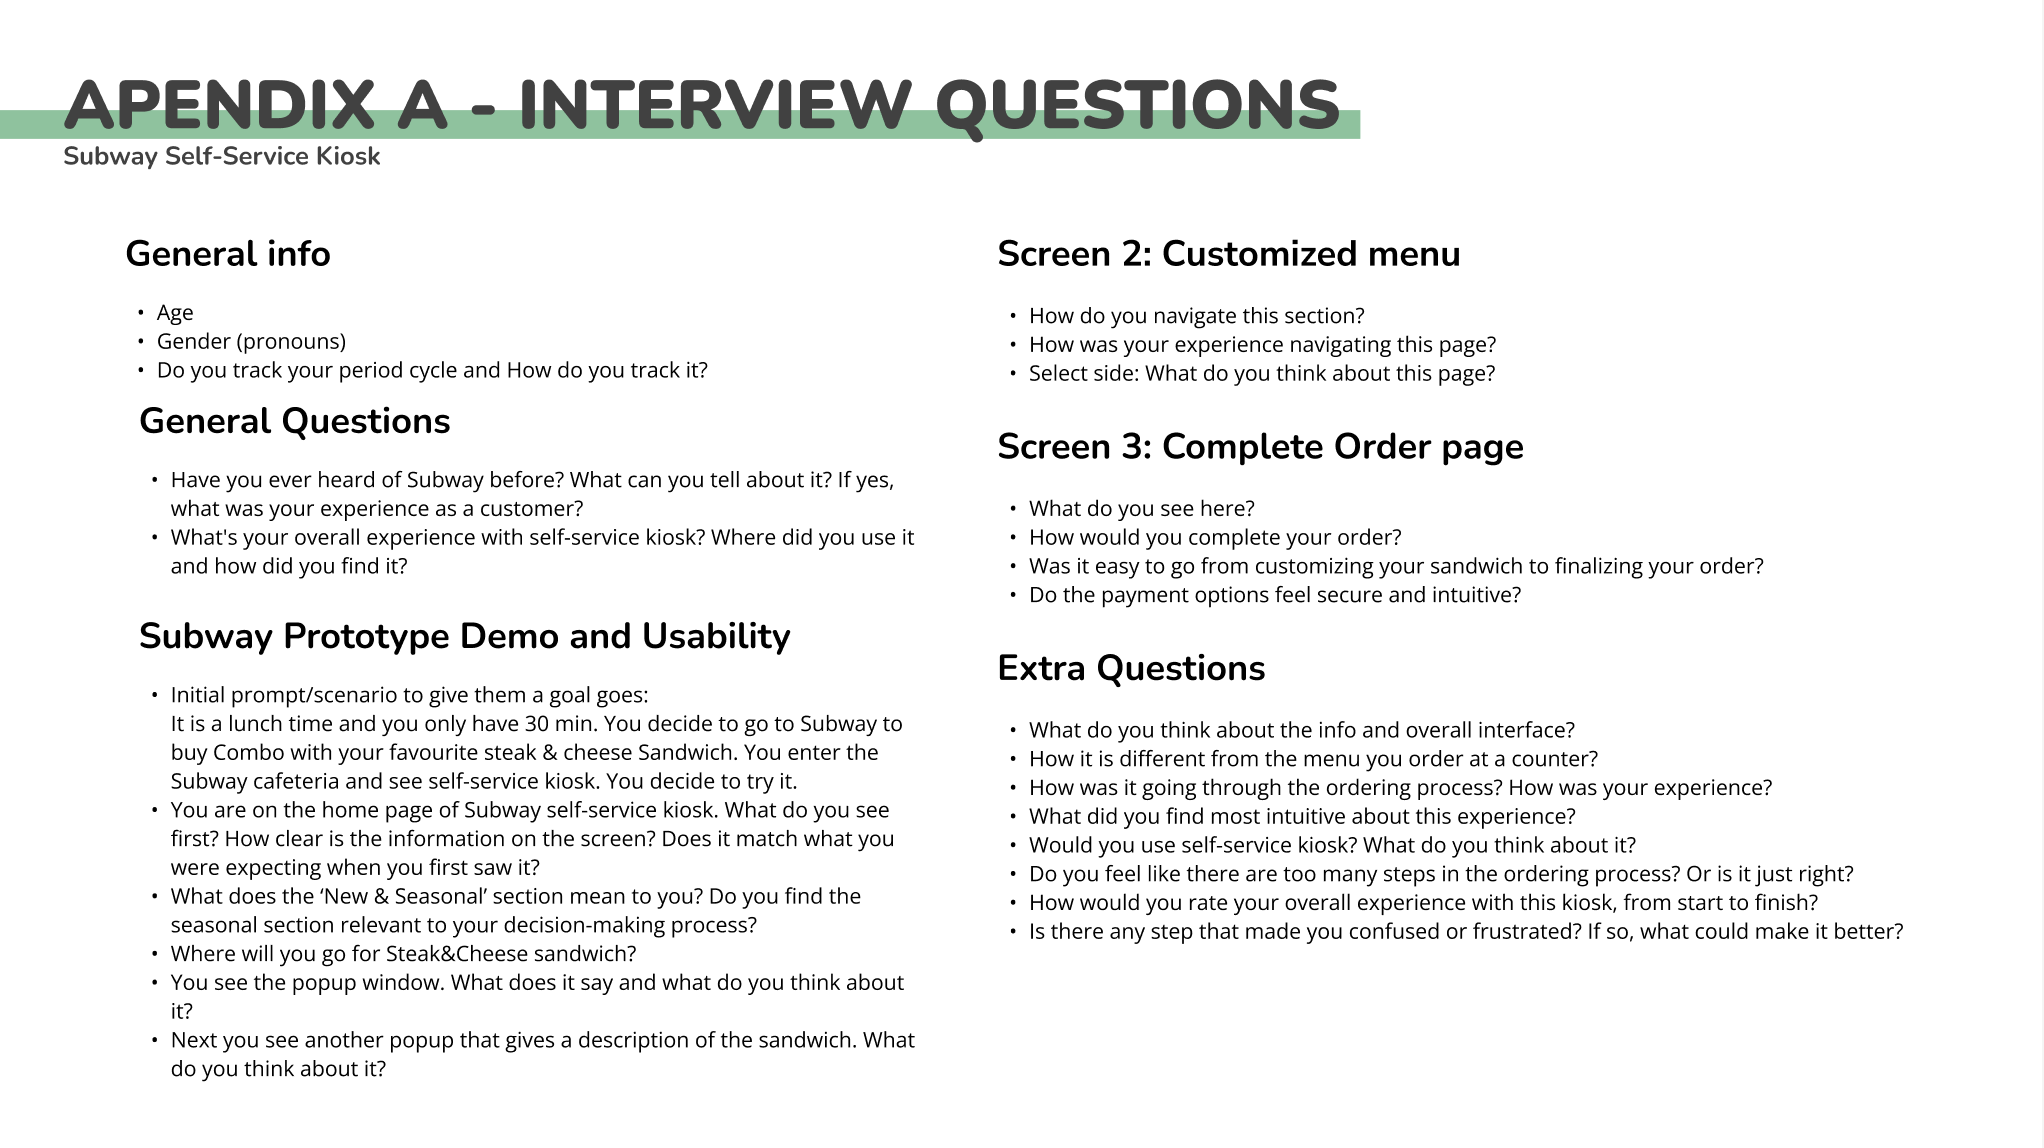 APENDIX A - INTERVIEW QUESTIONS
Subway Self-Service Kiosk
General info
• Age
• Gender (pronouns)
• Do you track your period cycle and How do you track it?
General Questions
• Have you ever heard of Subway before? What can you tell about it? If yes,
what was your experience as a customer?
• What's your overall experience with self-service kiosk? Where did you use it
and how did you find it?
Subway Prototype Demo and Usability
• Initial prompt/scenario to give them a goal goes:
It is a lunch time and you only have 30 min. You decide to go to Subway to
buy Combo with your favourite steak & cheese Sandwich. You enter the
Subway cafeteria and see self-service kiosk. You decide to try it.
• You are on the home page of Subway self-service kiosk. What do you see
first? How clear is the information on the screen? Does it match what you
were expecting when you first saw it?
• What does the ‘New & Seasonal’ section mean to you? Do you find the
seasonal section relevant to your decision-making process?
• Where will you go for Steak&Cheese sandwich?
• You see the popup window. What does it say and what do you think about
it?
• Next you see another popup that gives a description of the sandwich. What
do you think about it?
Screen 2: Customized menu
• How do you navigate this section?
• How was your experience navigating this page?
• Select side: What do you think about this page?
Screen 3: Complete Order page
• What do you see here?
• How would you complete your order?
• Was it easy to go from customizing your sandwich to finalizing your order?
• Do the payment options feel secure and intuitive?
Extra Questions
• What do you think about the info and overall interface?
• How it is different from the menu you order at a counter?
• How was it going through the ordering process? How was your experience?
• What did you find most intuitive about this experience?
• Would you use self-service kiosk? What do you think about it?
• Do you feel like there are too many steps in the ordering process? Or is it just right?
• How would you rate your overall experience with this kiosk, from start to finish?
• Is there any step that made you confused or frustrated? If so, what could make it better?